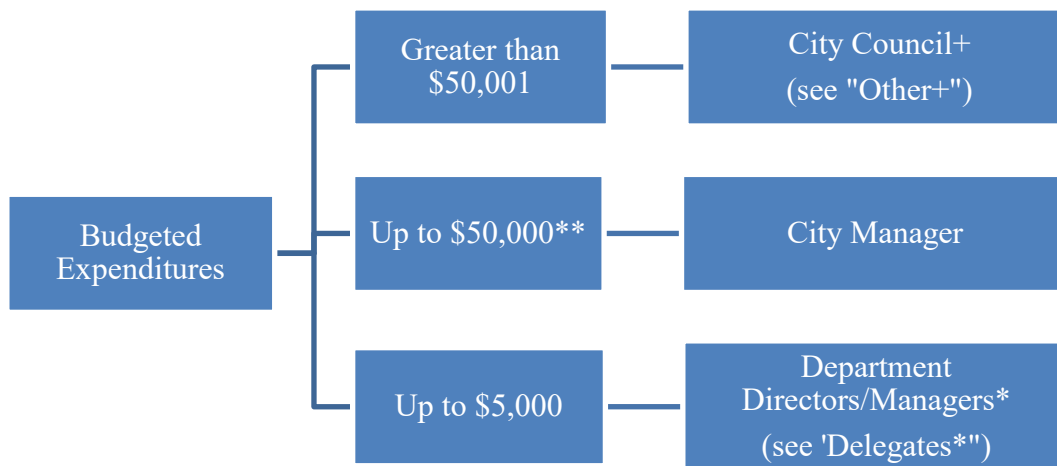 Greater than
$50,001
City Council+
(see "Other+")
Budgeted
Expenditures
Up to $50,000**
City Manager
Up to $5,000
Department
Directors/Managers*
(see 'Delegates*")